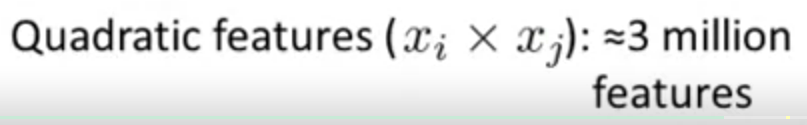 Quadratic features (xᵢ × xⱼ): ≈3 million
features